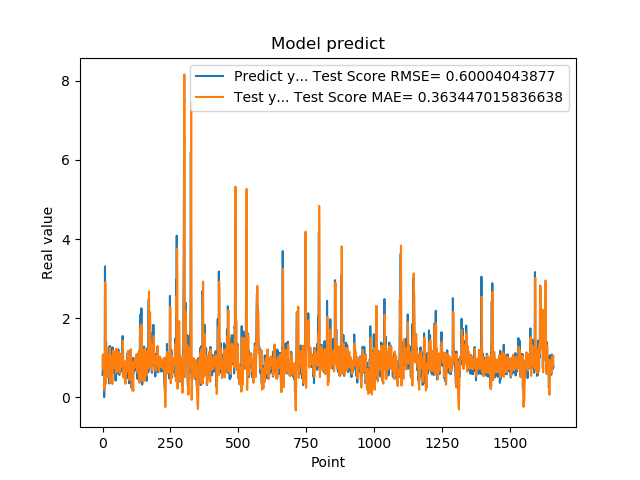 Model predict
Predict y... Test Score RMSE= 0.60004043877
Test y... Test Score MAE= 0.363447015836638
Real value
8
6
4
2
0
0 250 500 750 1000 1250 1500
Point